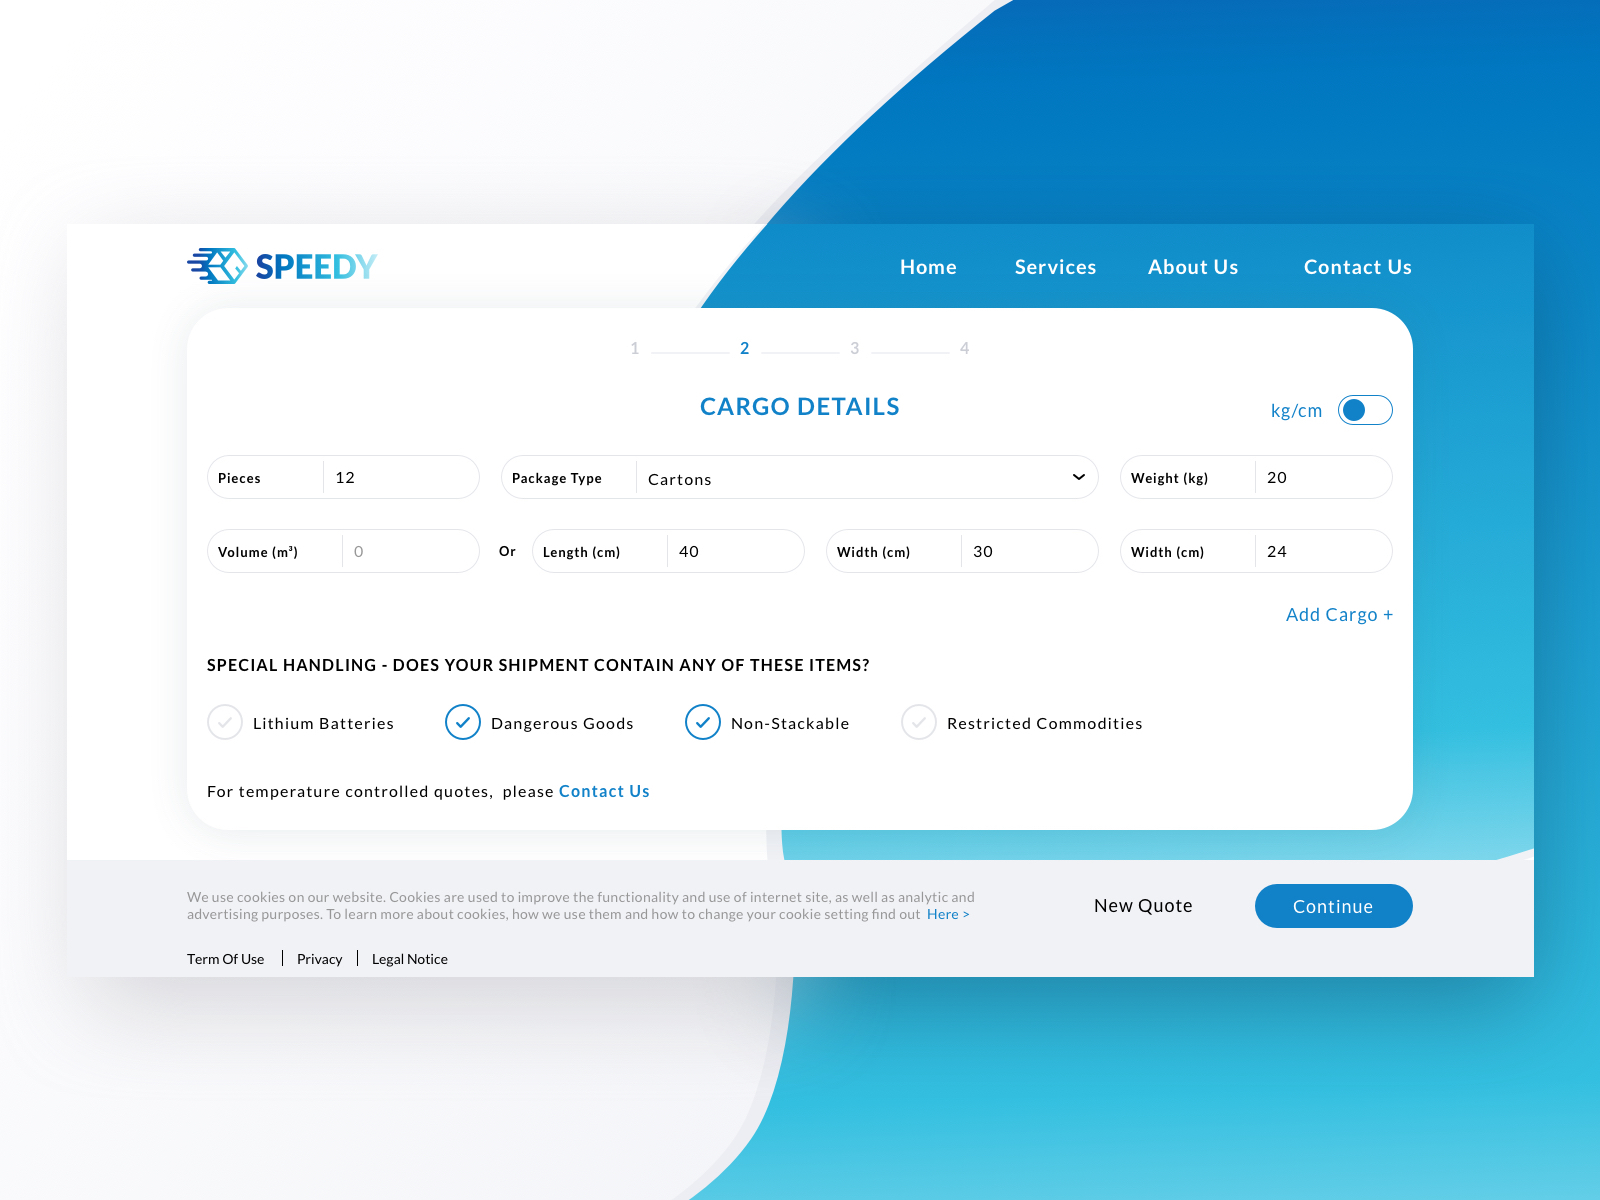 SPEEDY
Home Services About Us Contact Us
1 2 3 4
CARGO DETAILS
kg/cm
Pieces 12 Package Type Cartons Weight (kg) 20
Volume (m³) 0 Or Length (cm) 40 Width (cm) 30 Width (cm) 24
Add Cargo +
SPECIAL HANDLING - DOES YOUR SHIPMENT CONTAIN ANY OF THESE ITEMS?
Lithium Batteries Dangerous Goods Non-Stackable Restricted Commodities
For temperature controlled quotes, please Contact Us
We use cookies on our website. Cookies are used to improve the functionality and use of internet site, as well as analytic and
advertising purposes. To learn more about cookies, how we use them and how to change your cookie setting find out Here >
New Quote Continue
Term Of Use | Privacy | Legal Notice